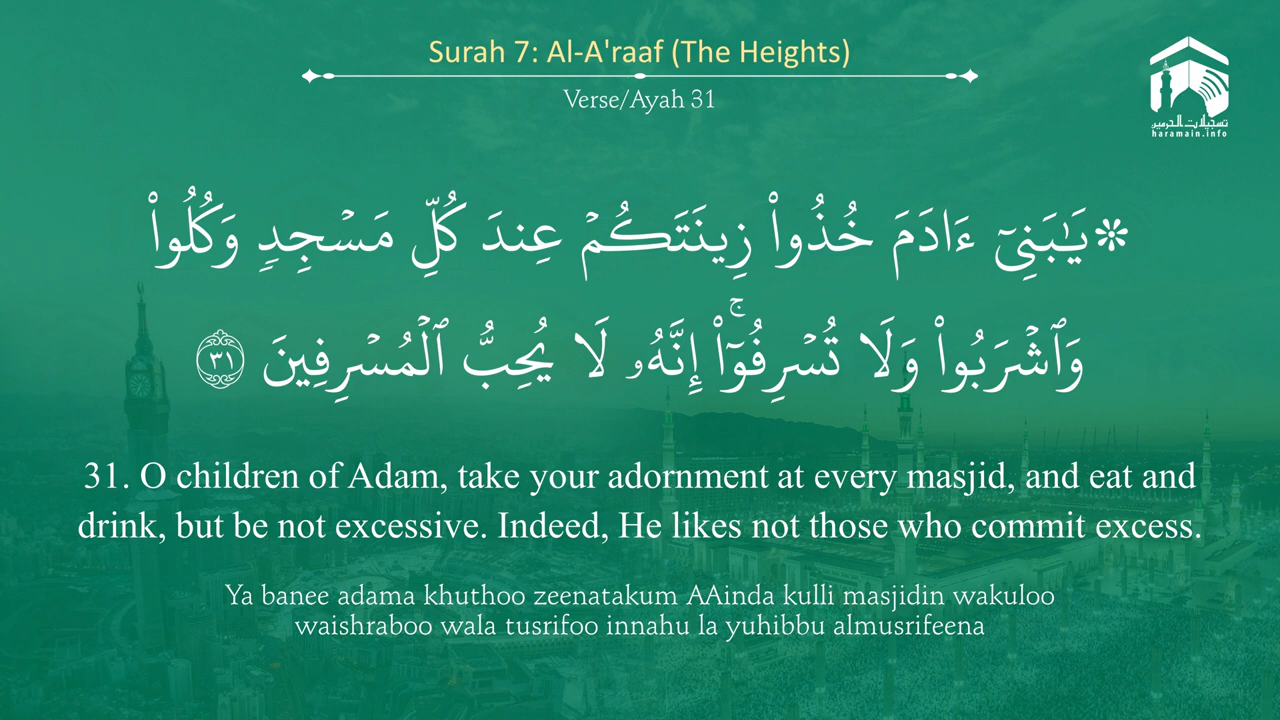 Surah 7: Al-A'raaf (The Heights)
Verse/Ayah 31
تسجيلات الحرمين
haramain.info
۞ يَـٰبَنِىٓ ءَادَمَ خُذُوا۟ زِينَتَكُمْ عِندَ كُلِّ مَسْجِدٍۢ وَكُلُوا۟
وَٱشْرَبُوا۟ وَلَا تُسْرِفُوٓا۟ ۚ إِنَّهُۥ لَا يُحِبُّ ٱلْمُسْرِفِينَ ٣١
31. O children of Adam, take your adornment at every masjid, and eat and
drink, but be not excessive. Indeed, He likes not those who commit excess.
Ya banee adama khuthoo zeenatakum AAinda kulli masjidin wakuloo
waishraboo wala tusrifoo innahu la yuhibbu almusrifeena